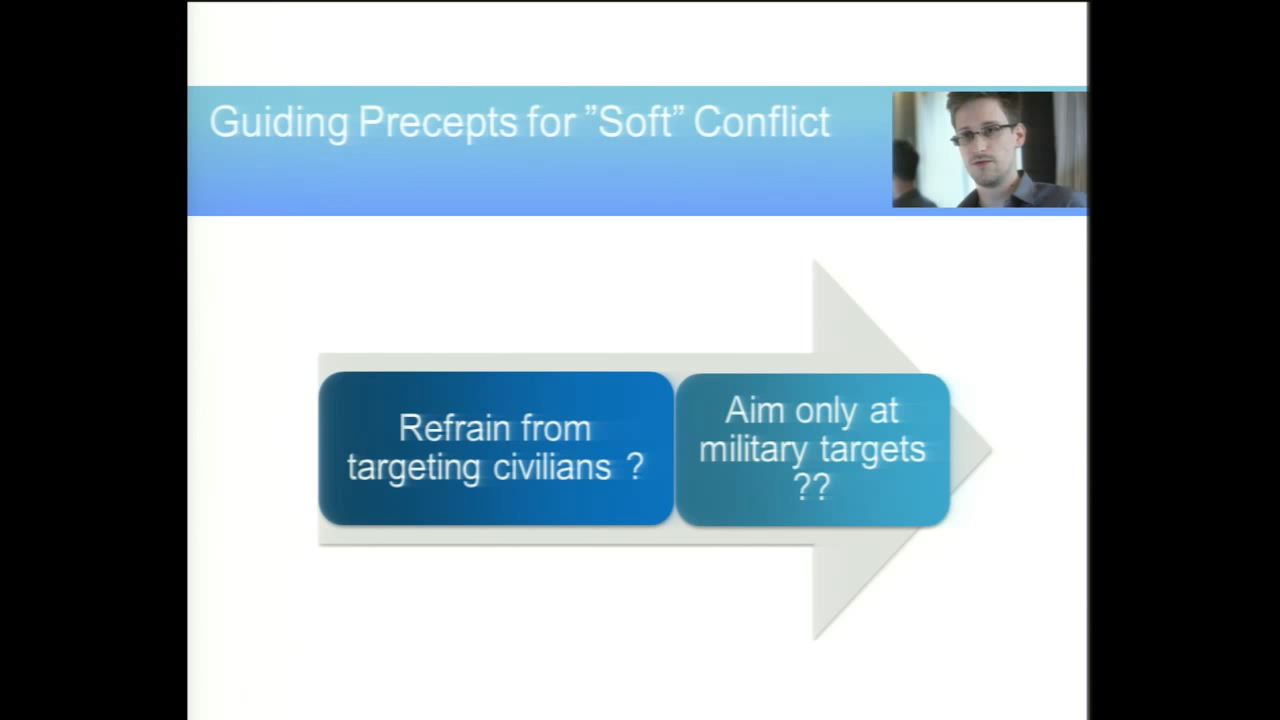 Guiding Precepts for ”Soft” Conflict
Refrain from
targeting civilians ?
Aim only at
military targets
??